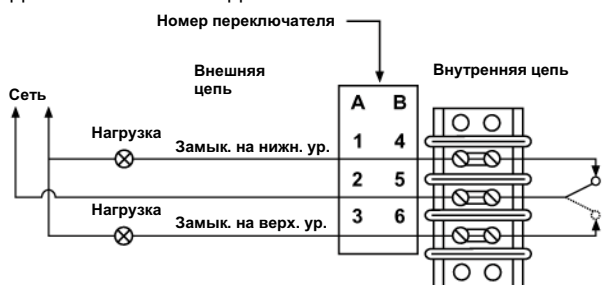 Номер переключателя
Внешняя
цепь
Внутренняя цепь
Сеть
A B
Нагрузка
Замык. на нижн. ур.
1 4
2 5
Нагрузка
Замык. на верх. ур.
3 6